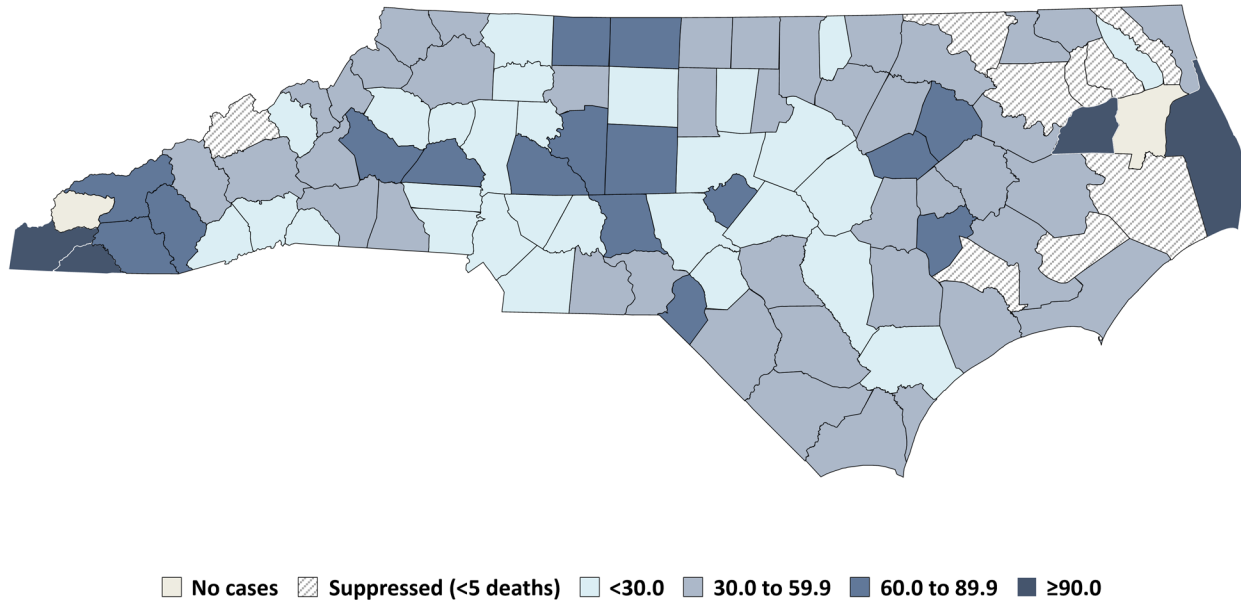 No cases Suppressed (<5 deaths) <30.0 30.0 to 59.9 60.0 to 89.9 ≥90.0